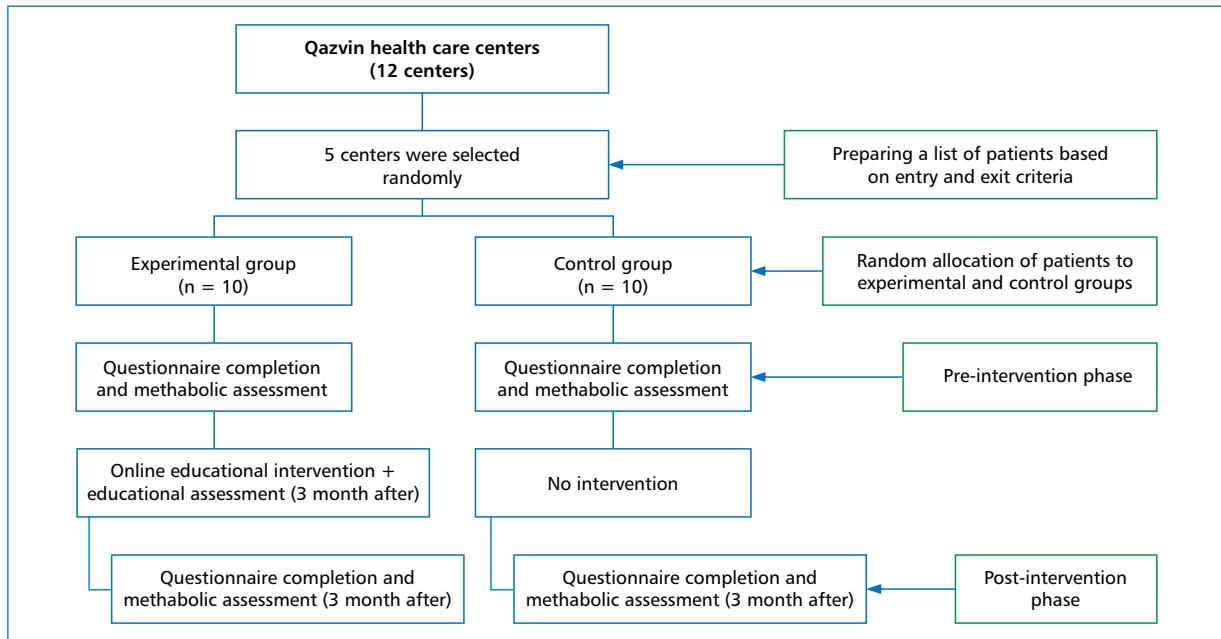 Qazvin health care centers
(12 centers)
5 centers were selected
randomly
Preparing a list of patients based
on entry and exit criteria
Experimental group
(n = 10)
Control group
(n = 10)
Random allocation of patients to
experimental and control groups
Questionnaire completion
and methabolic assessment
Questionnaire completion
and methabolic assessment
Pre-intervention phase
Online educational intervention +
educational assessment (3 month after)
No intervention
Questionnaire completion and
methabolic assessment (3 month after)
Questionnaire completion and
methabolic assessment (3 month after)
Post-intervention
phase